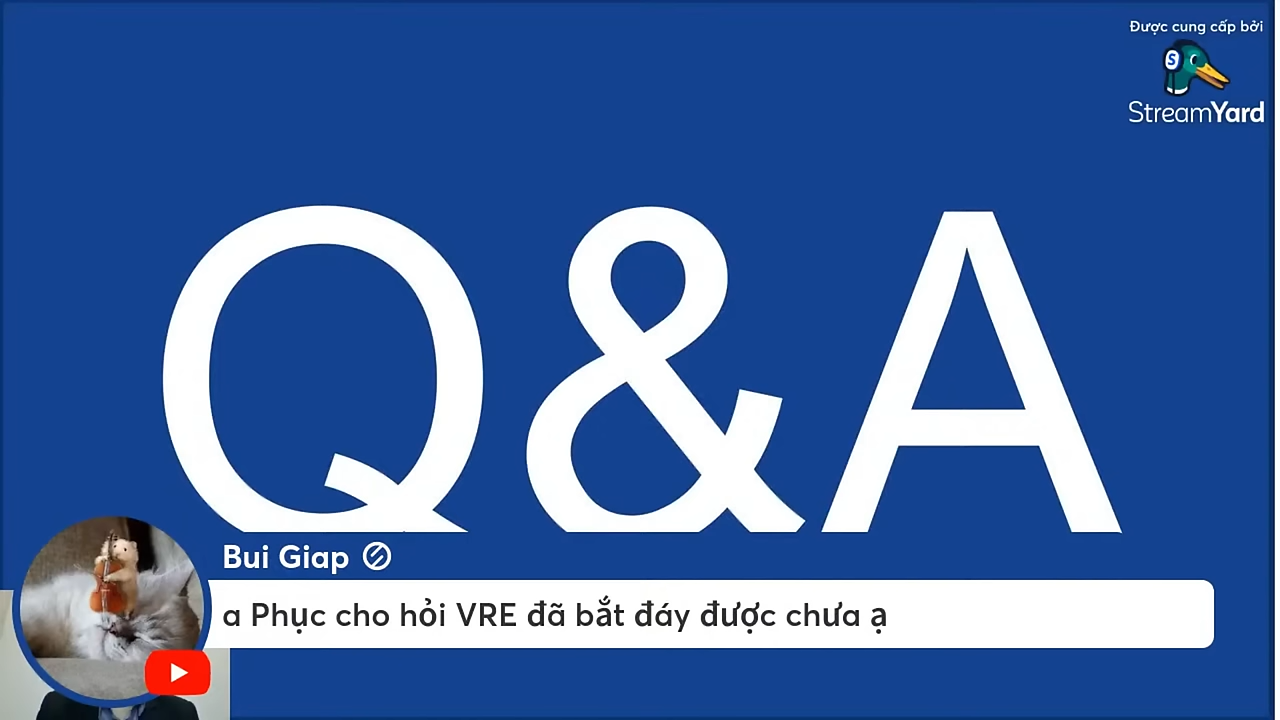 Được cung cấp bởi
S
StreamYard
Q&A
Bui Giap
a Phục cho hỏi VRE đã bắt đáy được chưa ạ